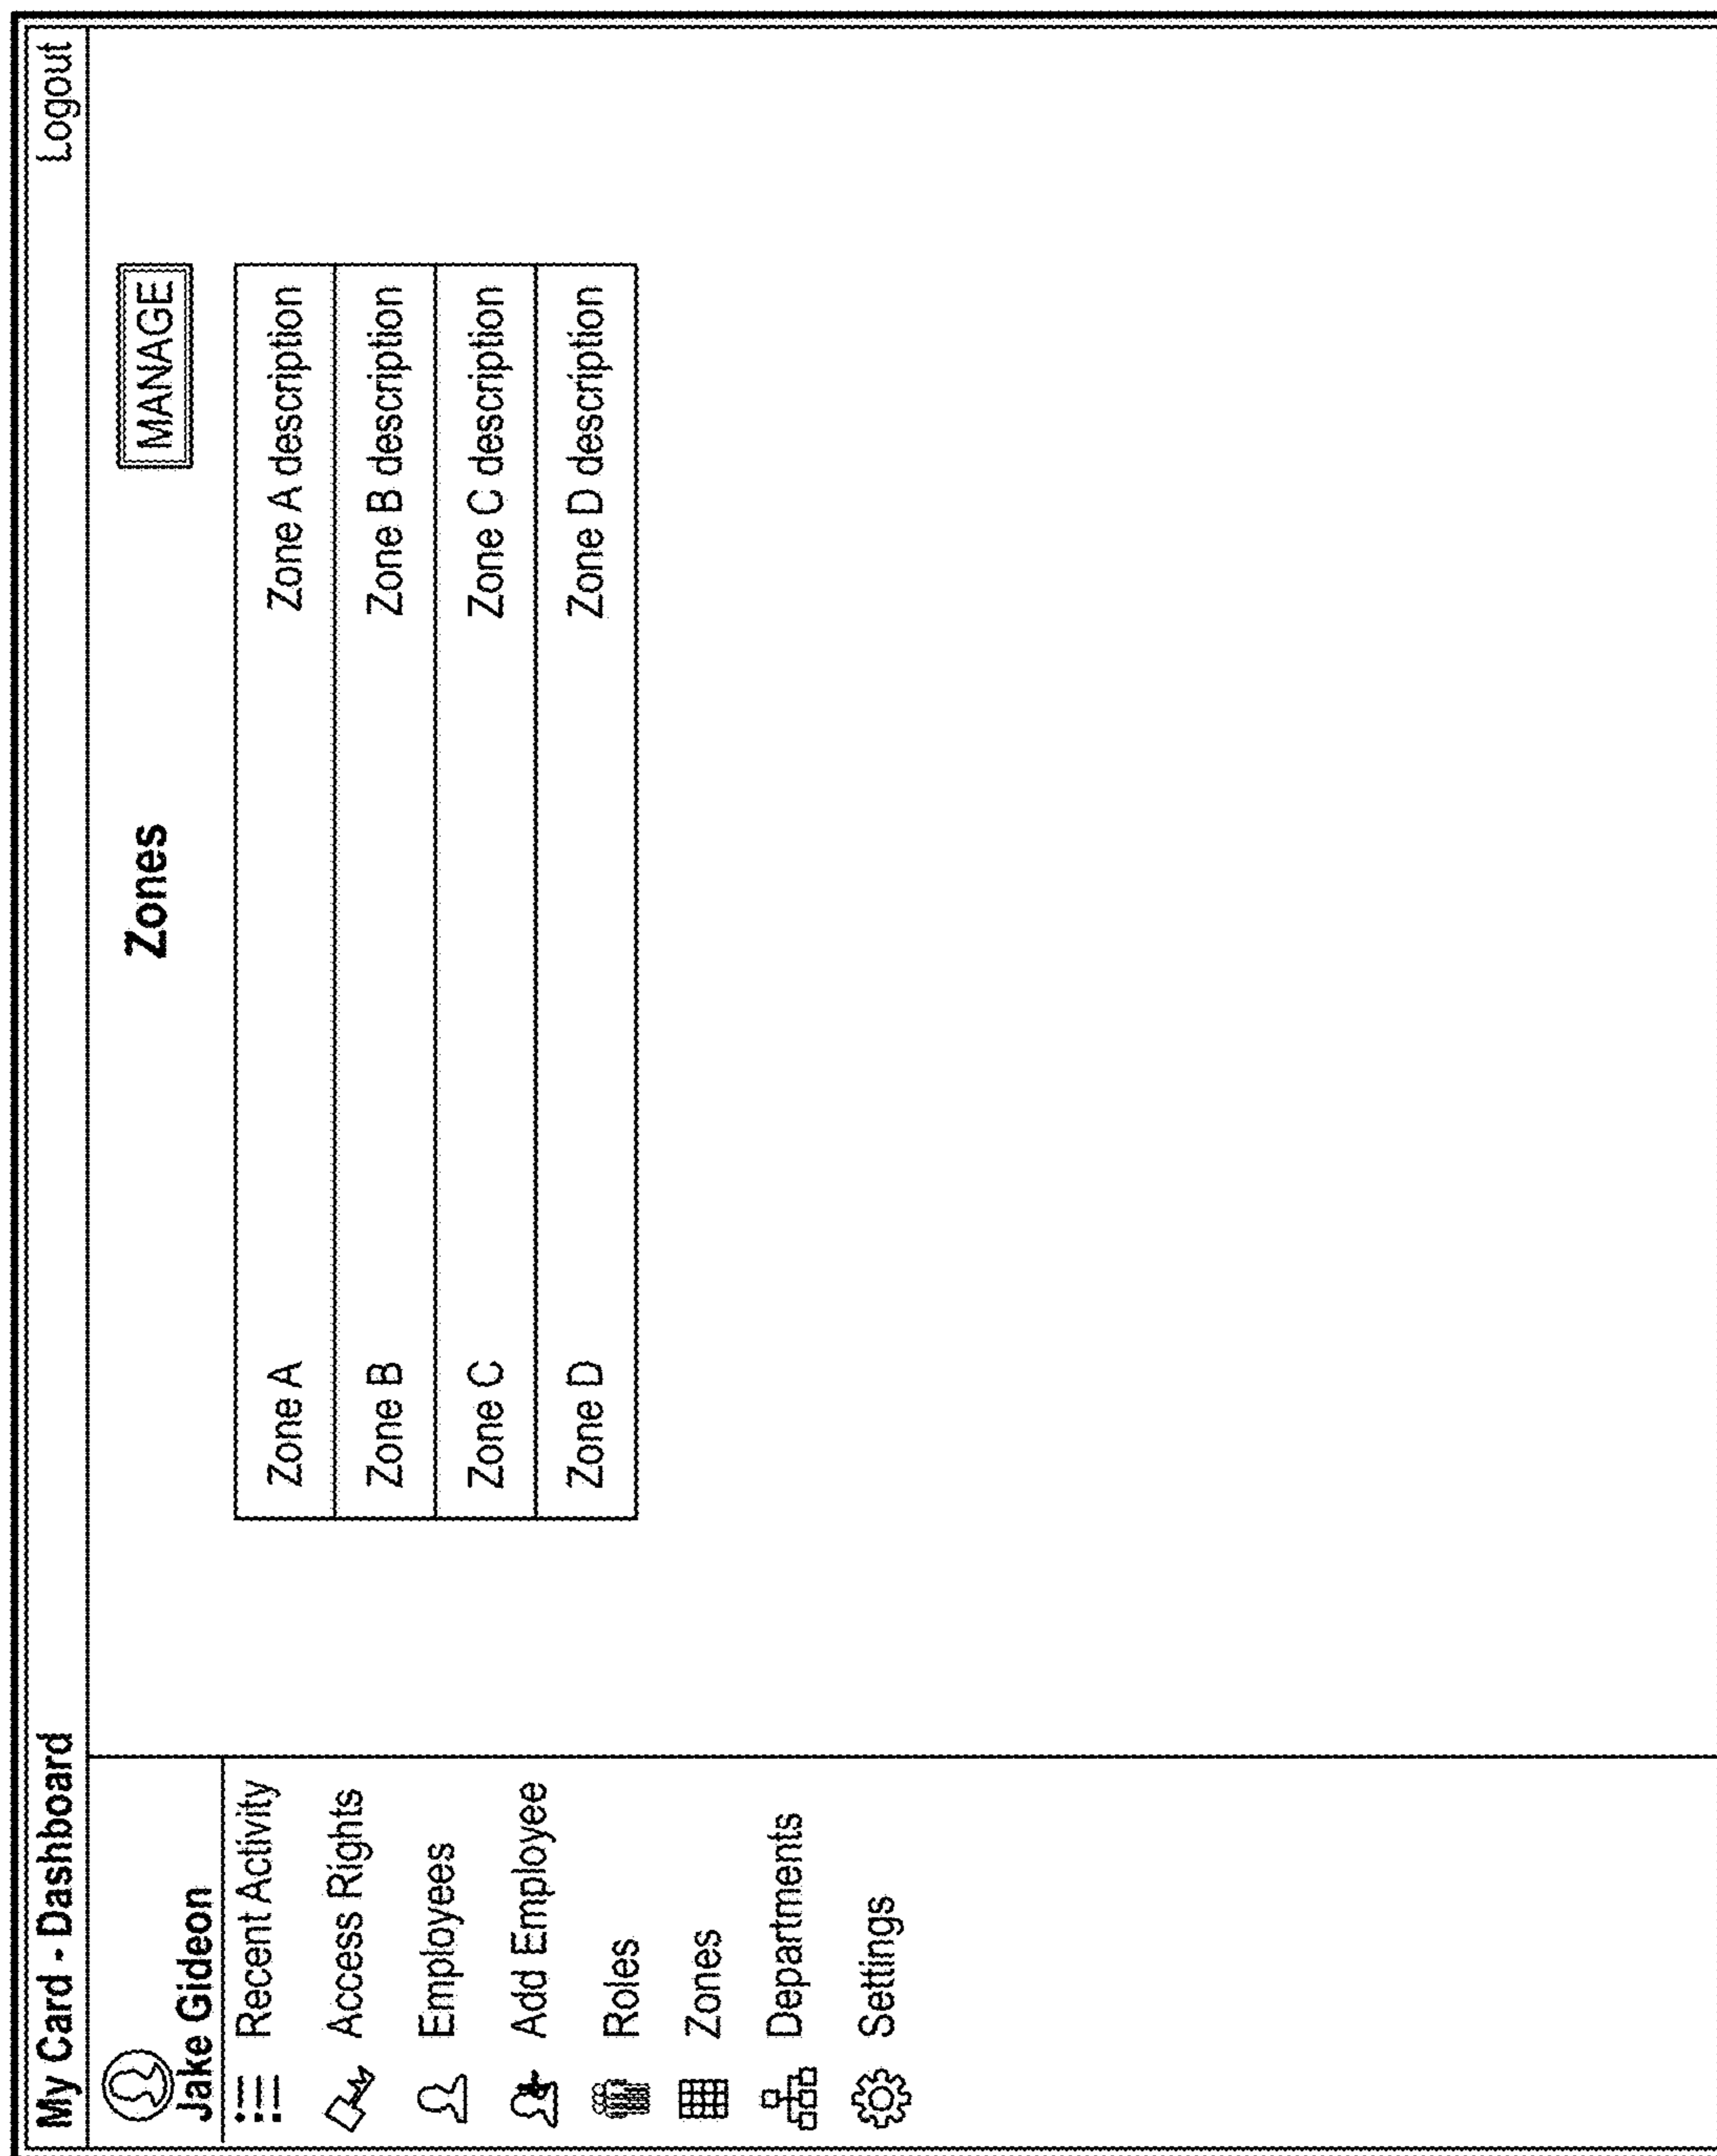 My Card - Dashboard
Logout
Jake Gideon
Recent Activity
Access Rights
Employees
Add Employee
Roles
Zones
Departments
Settings
Zones
MANAGE
Zone A Zone A description
Zone B Zone B description
Zone C Zone C description
Zone D Zone D description